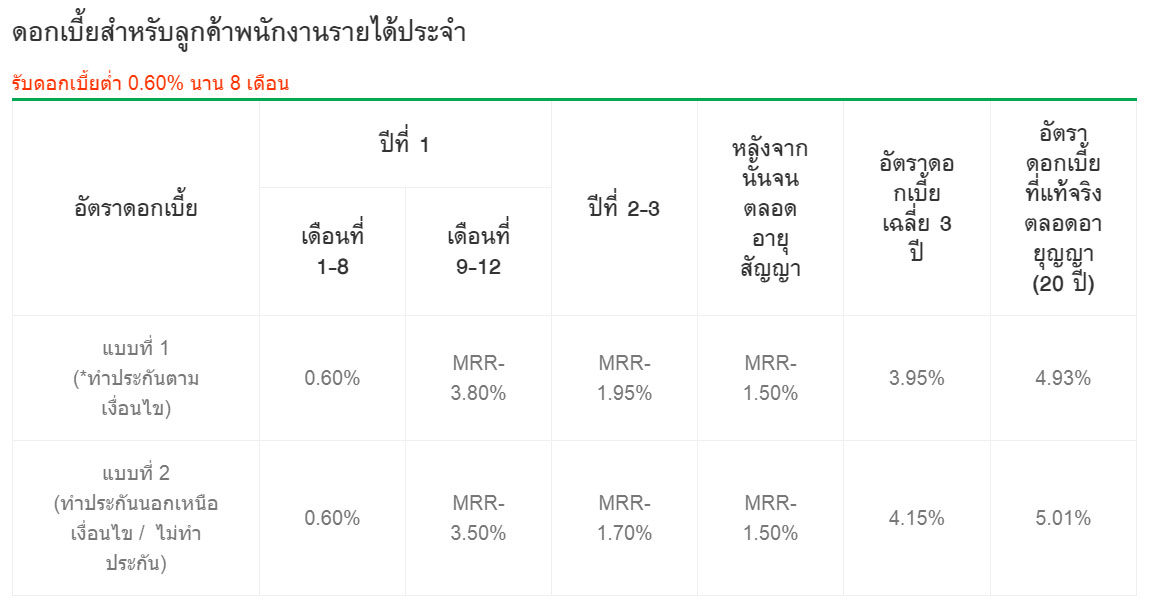 ดอกเบี้ยสำหรับลูกค้าพนักงานรายได้ประจำ
รับดอกเบี้ยต่ำ 0.60% นาน 8 เดือน
อัตราดอกเบี้ย
ปีที่ 1
เดือนที่
1-8
เดือนที่
9-12
ปีที่ 2-3
หลังจาก
นั้นจน
ตลอด
อายุ
สัญญา
อัตราดอ
กเบี้ย
เฉลี่ย 3
ปี
อัตรา
ดอกเบี้ย
ที่แท้จริง
ตลอดอา
ยุญญา
(20 ปี)
แบบที่ 1
(*ทำประกันตาม
เงื่อนไข)
0.60%
MRR-
3.80%
MRR-
1.95%
MRR-
1.50%
3.95%
4.93%
แบบที่ 2
(ทำประกันนอกเหนือ
เงื่อนไข / ไม่ทำ
ประกัน)
0.60%
MRR-
3.50%
MRR-
1.70%
MRR-
1.50%
4.15%
5.01%